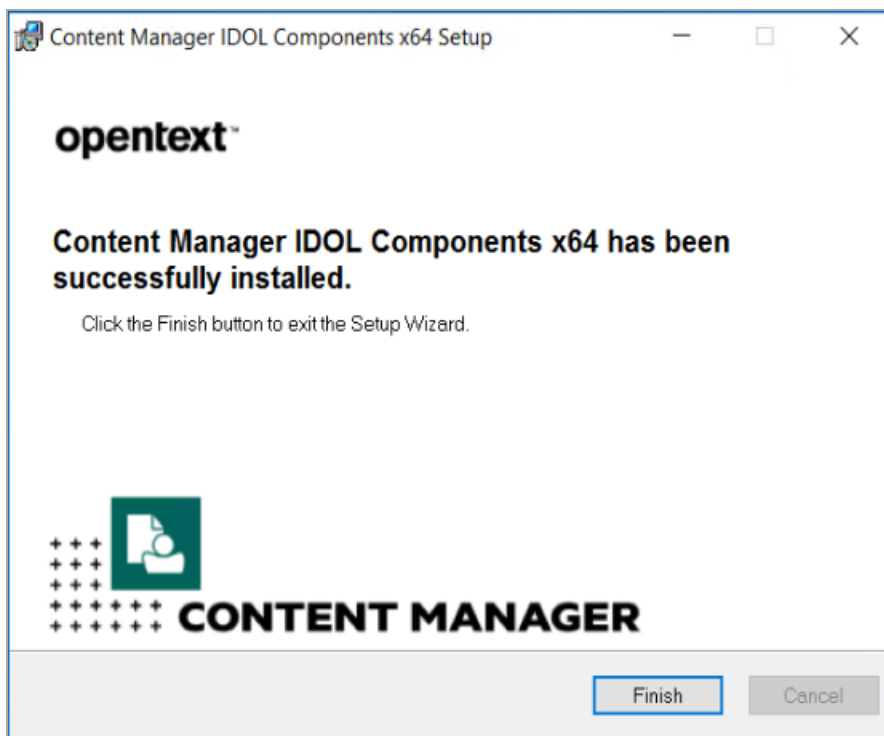 Content Manager IDOL Components x64 Setup
opentext™
Content Manager IDOL Components x64 has been
successfully installed.
Click the Finish button to exit the Setup Wizard.
CONTENT MANAGER
Finish
Cancel